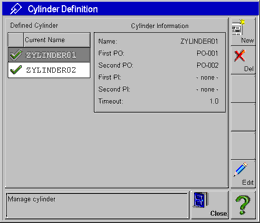 Cylinder Definition
Defined Cylinder
Current Name
ZYLINDER01
ZYLINDER02
Cylinder Information
Name: ZYLINDER01
First PO: PO-001
Second PO: PO-002
First PI: - none -
Second PI: - none -
Timeout: 1.0
New
Del
Edit
Manage cylinder
Close
?